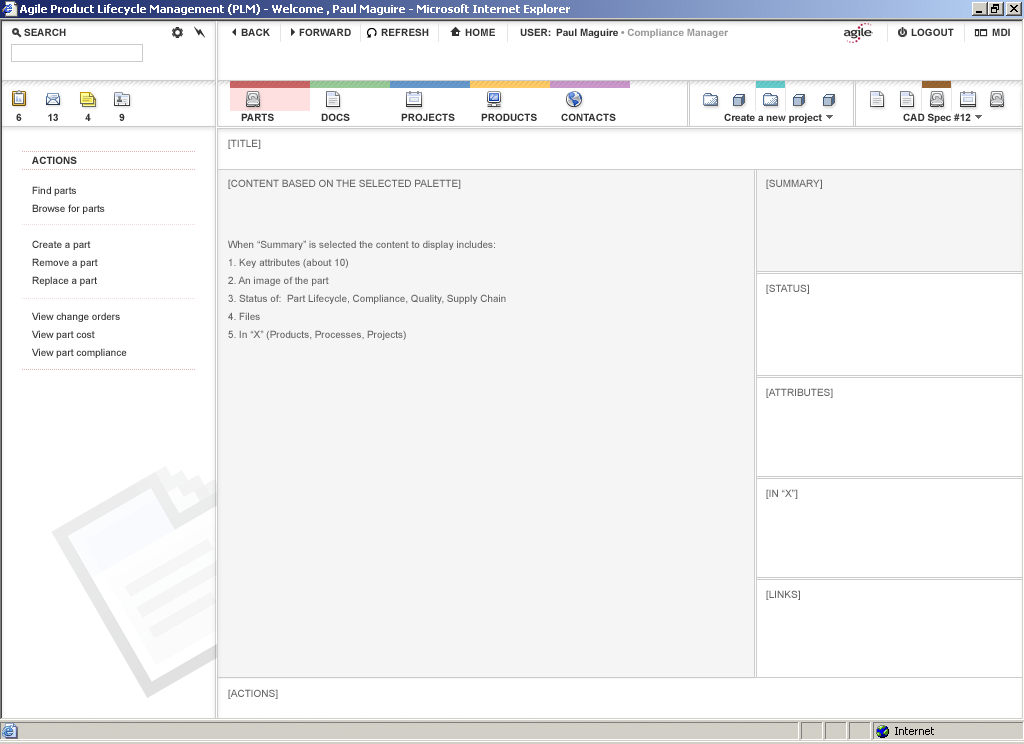 Agile Product Lifecycle Management (PLM) - Welcome , Paul Maguire - Microsoft Internet Explorer
SEARCH
BACK FORWARD REFRESH HOME USER: Paul Maguire • Compliance Manager agile LOGOUT MDI
6 13 4 9
PARTS DOCS PROJECTS PRODUCTS CONTACTS Create a new project CAD Spec #12
ACTIONS
Find parts
Browse for parts
Create a part
Remove a part
Replace a part
View change orders
View part cost
View part compliance
[TITLE]
[CONTENT BASED ON THE SELECTED PALETTE]
When “Summary” is selected the content to display includes:
1. Key attributes (about 10)
2. An image of the part
3. Status of: Part Lifecycle, Compliance, Quality, Supply Chain
4. Files
5. In “X” (Products, Processes, Projects)
[SUMMARY]
[STATUS]
[ATTRIBUTES]
[IN “X”]
[LINKS]
[ACTIONS]
Internet